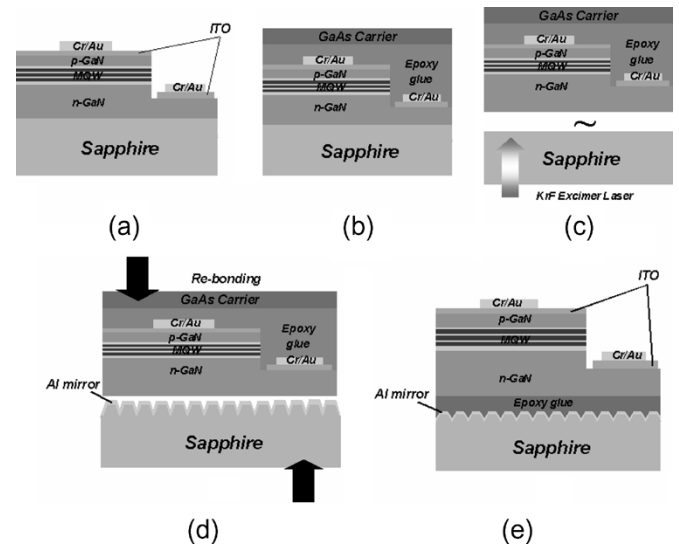 ITO
Cr/Au
p-GaN
MQW
Cr/Au
n-GaN
Sapphire
(a)
GaAs Carrier
Cr/Au
p-GaN
MQW
Epoxy
glue
Cr/Au
n-GaN
Sapphire
(b)
GaAs Carrier
Cr/Au
p-GaN
MQW
Epoxy
glue
Cr/Au
n-GaN
~
Sapphire
KrF Excimer Laser
(c)
Re-bonding
GaAs Carrier
Cr/Au
p-GaN
MQW
Epoxy
glue
Cr/Au
n-GaN
Al mirror
Sapphire
(d)
ITO
Cr/Au
p-GaN
MQW
Cr/Au
n-GaN
Epoxy glue
Al mirror
Sapphire
(e)